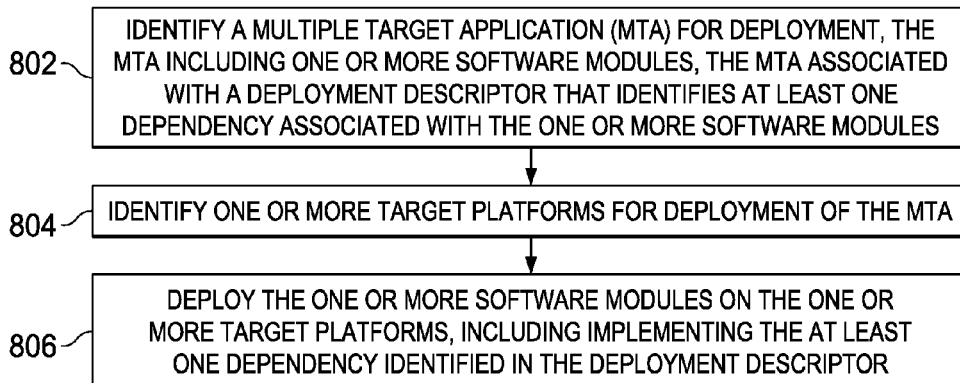 802
IDENTIFY A MULTIPLE TARGET APPLICATION (MTA) FOR DEPLOYMENT, THE
MTA INCLUDING ONE OR MORE SOFTWARE MODULES, THE MTA ASSOCIATED
WITH A DEPLOYMENT DESCRIPTOR THAT IDENTIFIES AT LEAST ONE
DEPENDENCY ASSOCIATED WITH THE ONE OR MORE SOFTWARE MODULES
804
IDENTIFY ONE OR MORE TARGET PLATFORMS FOR DEPLOYMENT OF THE MTA
806
DEPLOY THE ONE OR MORE SOFTWARE MODULES ON THE ONE OR
MORE TARGET PLATFORMS, INCLUDING IMPLEMENTING THE AT LEAST
ONE DEPENDENCY IDENTIFIED IN THE DEPLOYMENT DESCRIPTOR